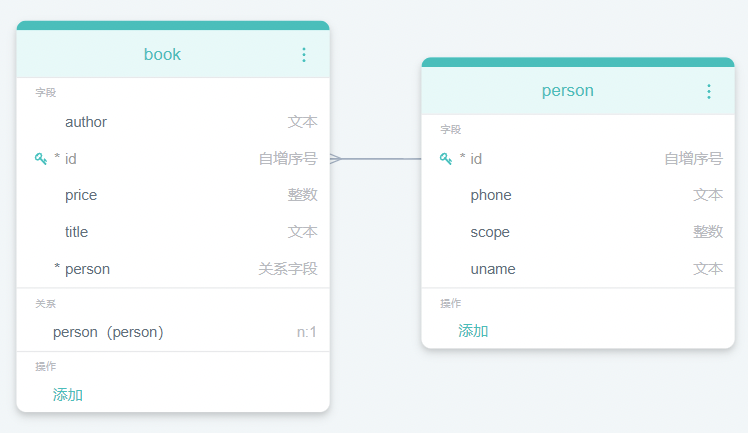 book
字段
author 文本
* id 自增序号
price 整数
title 文本
* person 关系字段
关系
person（person） n:1
操作
添加
person
字段
* id 自增序号
phone 文本
scope 整数
uname 文本
操作
添加